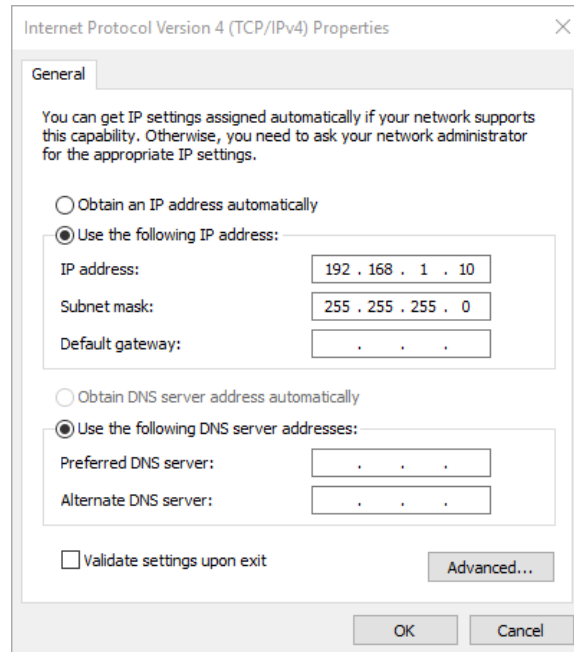 Internet Protocol Version 4 (TCP/IPv4) Properties
General
You can get IP settings assigned automatically if your network supports
this capability. Otherwise, you need to ask your network administrator
for the appropriate IP settings.
Obtain an IP address automatically
Use the following IP address:
IP address: 192 . 168 . 1 . 10
Subnet mask: 255 . 255 . 255 . 0
Default gateway: . . .
Obtain DNS server address automatically
Use the following DNS server addresses:
Preferred DNS server: . . .
Alternate DNS server: . . .
Validate settings upon exit
Advanced...
OK Cancel